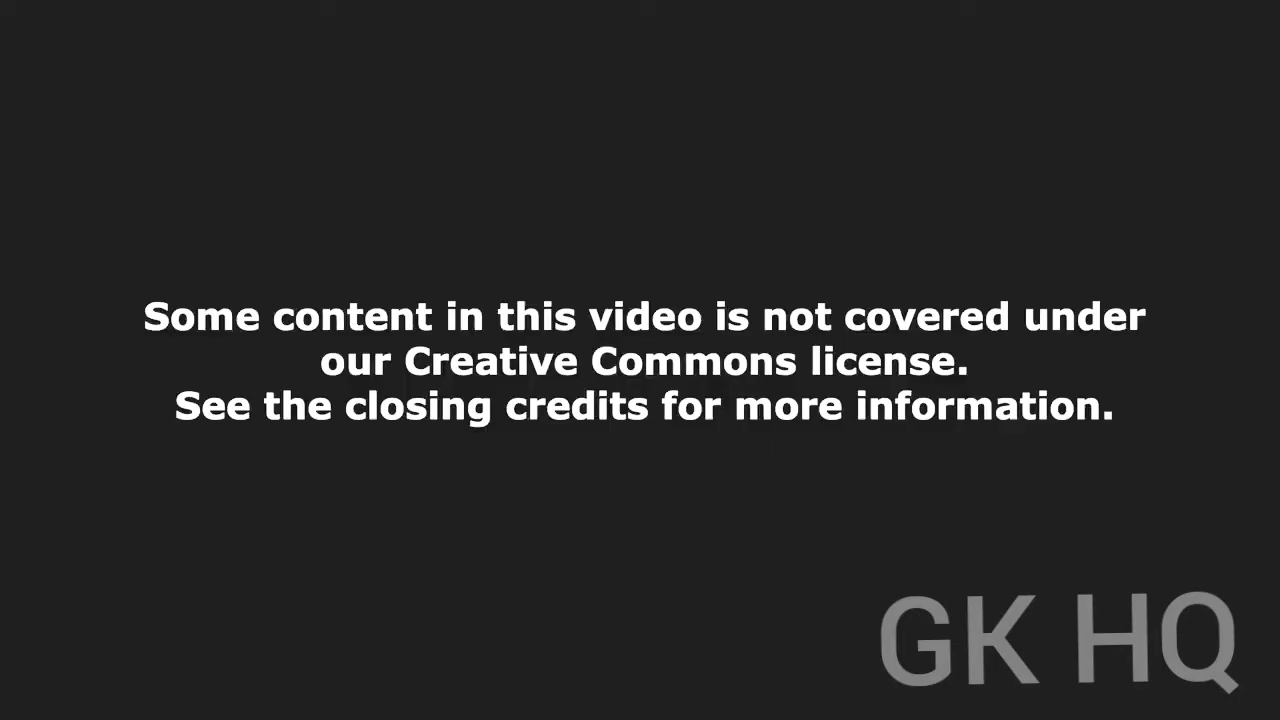 Some content in this video is not covered under
our Creative Commons license.
See the closing credits for more information.
GK HQ